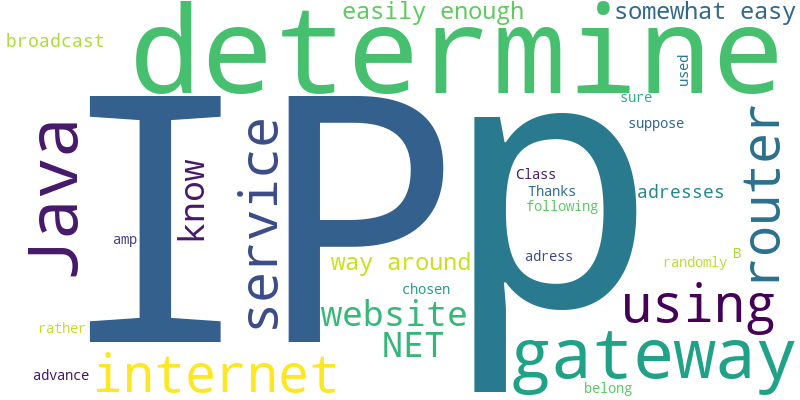 easily enough
somewhat easy
broadcast
determine
used
sure
suppose
IP
p
Java
know
service
router
Class
Thanks
adresses
following
amp
adress
way around
B
randomly
chosen
website
using
rather
NET
gateway
internet
advance
belong